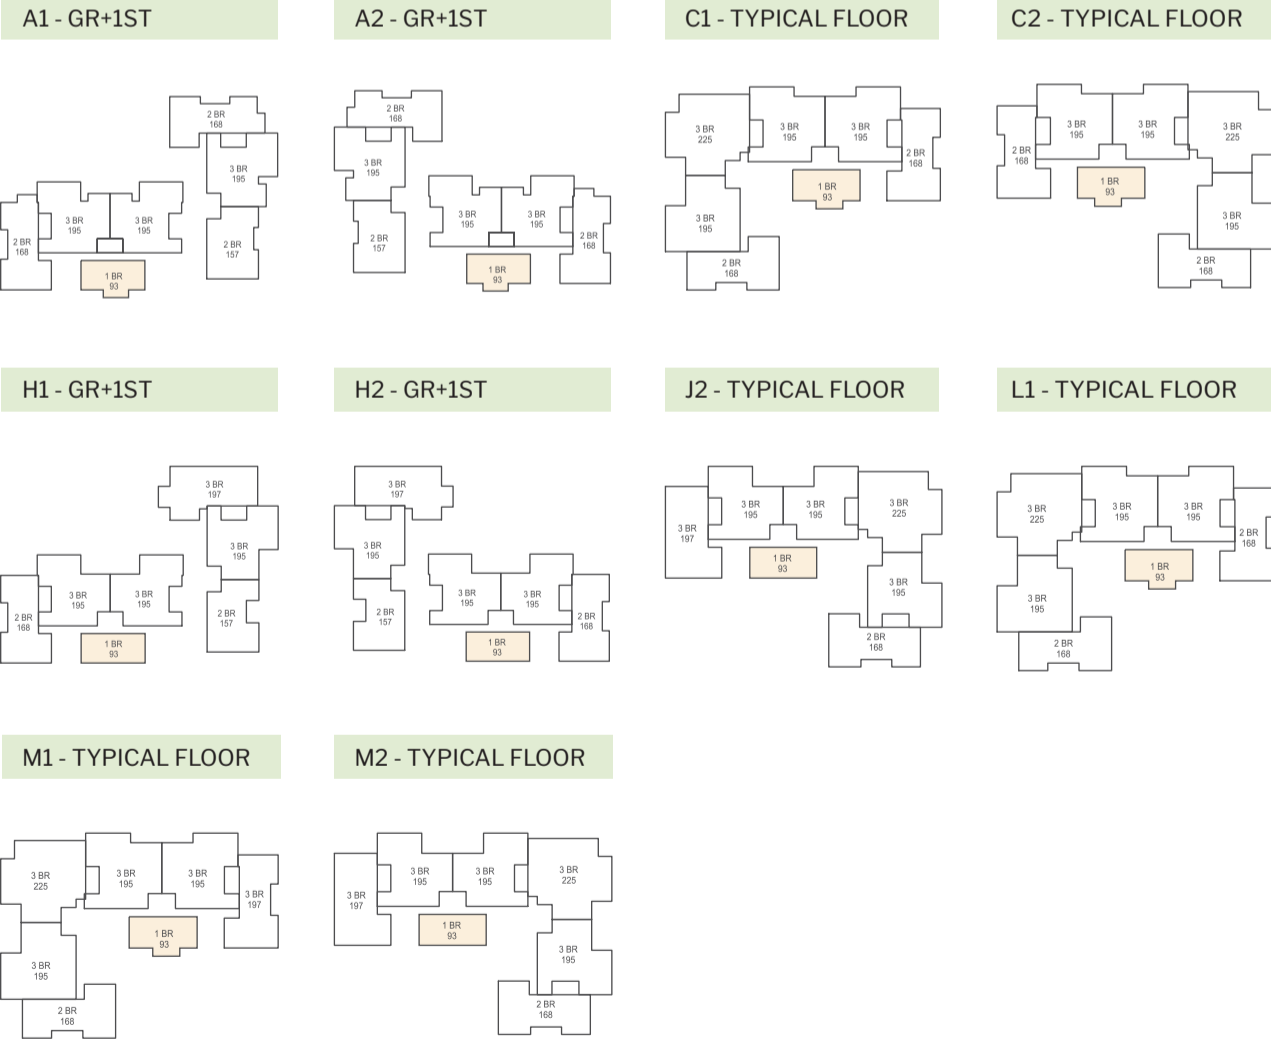 A1 - GR+1ST
2 BR
168
3 BR
195
3 BR
195
3 BR
195
2 BR
157
2 BR
168
1 BR
93
A2 - GR+1ST
2 BR
168
3 BR
195
3 BR
195
3 BR
195
2 BR
157
2 BR
168
1 BR
93
C1 - TYPICAL FLOOR
3 BR
225
3 BR
195
3 BR
195
2 BR
168
1 BR
93
3 BR
195
2 BR
168
C2 - TYPICAL FLOOR
3 BR
195
3 BR
195
3 BR
225
2 BR
168
1 BR
93
3 BR
195
2 BR
168
H1 - GR+1ST
3 BR
197
3 BR
195
3 BR
195
3 BR
195
2 BR
157
2 BR
168
1 BR
93
H2 - GR+1ST
3 BR
197
3 BR
195
3 BR
195
3 BR
195
2 BR
157
2 BR
168
1 BR
93
J2 - TYPICAL FLOOR
3 BR
195
3 BR
195
3 BR
225
3 BR
197
1 BR
93
3 BR
195
2 BR
168
L1 - TYPICAL FLOOR
3 BR
225
3 BR
195
3 BR
195
2 BR
168
1 BR
93
3 BR
195
2 BR
168
M1 - TYPICAL FLOOR
3 BR
225
3 BR
195
3 BR
195
3 BR
197
1 BR
93
3 BR
195
2 BR
168
M2 - TYPICAL FLOOR
3 BR
195
3 BR
195
3 BR
225
3 BR
197
1 BR
93
3 BR
195
2 BR
168